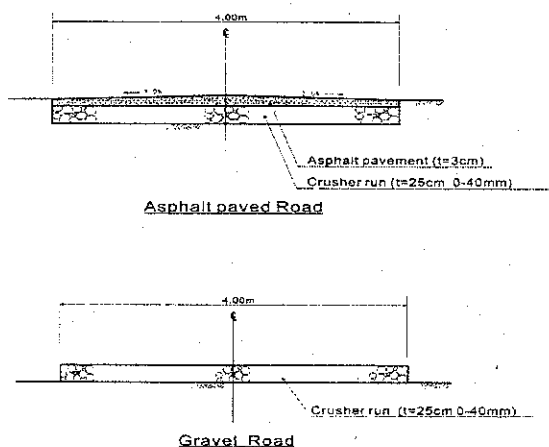 4.00m
℄
Asphalt pavement (t=3cm)
Crusher run (t=25cm 0-40mm)
Asphalt paved Road
4.00m
℄
Crusher run (t=25cm 0-40mm)
Gravel Road